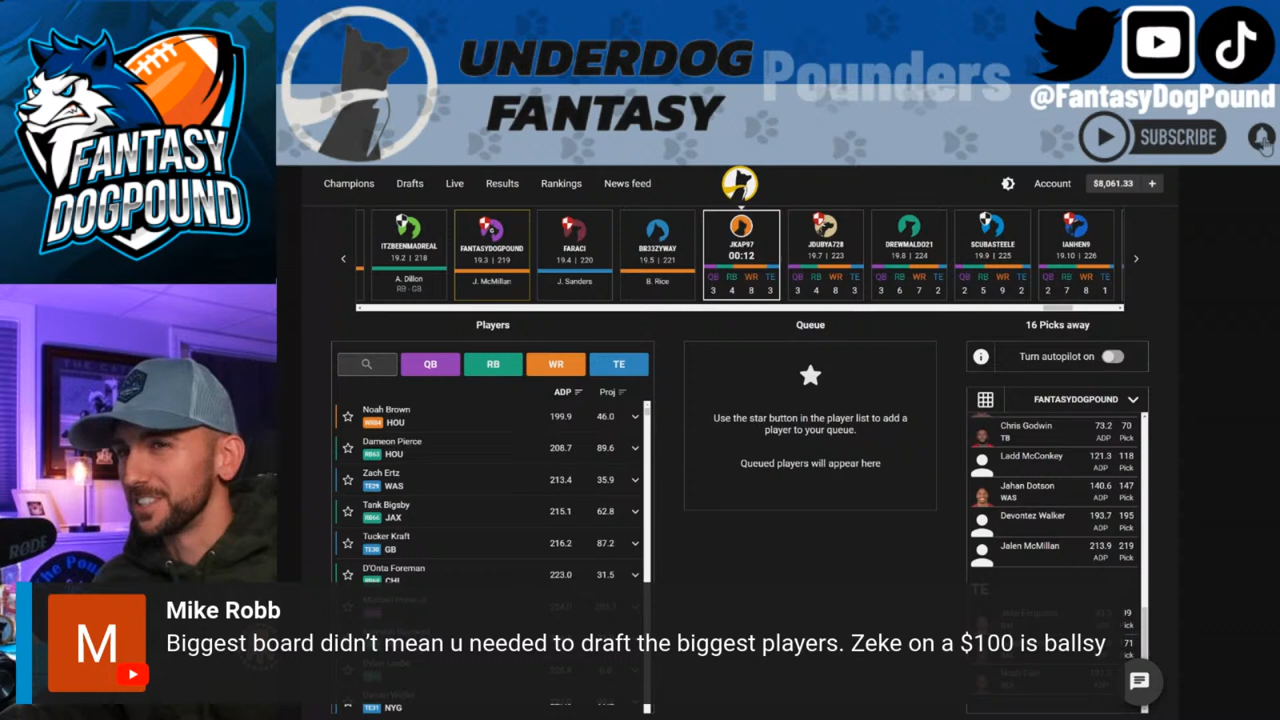 FANTASY
DOGPOUND
UNDERDOG
FANTASY
Pounders
@FantasyDogPound
SUBSCRIBE
Champions
Drafts
Live
Results
Rankings
News feed
Account
$8,061.33 +
ITZBEENMADREAL
19.2 | 218
A. Dillon
RB - GB
FANTASYDOGPOUND
19.3 | 219
J. McMillan
FARACI
19.4 | 220
J. Sanders
BR33ZYWAY
19.5 | 221
B. Rice
JKAP97
00:12
QB RB WR TE
3 4 8 3
JDUBYA728
19.7 | 223
QB RB WR TE
3 4 8 3
DREWMALDO21
19.8 | 224
QB RB WR TE
3 6 7 2
SCUBASTEELE
19.9 | 225
QB RB WR TE
2 5 9 2
IANHEN9
19.10 | 226
QB RB WR TE
2 7 8 1
Players
Queue
16 Picks away
QB
RB
WR
TE
ADP
Proj
Noah Brown
HOU
199.9
46.0
Dameon Pierce
HOU
208.7
89.6
Zach Ertz
WAS
213.4
35.9
Tank Bigsby
JAX
215.1
62.8
Tucker Kraft
GB
216.2
87.2
D'Onta Foreman
CHI
223.0
31.5
TE31 NYG
Use the star button in the player list to add a
player to your queue.
Queued players will appear here
Turn autopilot on
FANTASYDOGPOUND
Chris Godwin
TB
73.2 70
ADP Pick
Ladd McConkey
121.3 118
ADP Pick
Jahan Dotson
WAS
140.6 147
ADP Pick
Devontez Walker
193.7 195
ADP Pick
Jalen McMillan
213.9 219
ADP Pick
TE
RØDE
M
Mike Robb
Biggest board didn’t mean u needed to draft the biggest players. Zeke on a $100 is ballsy